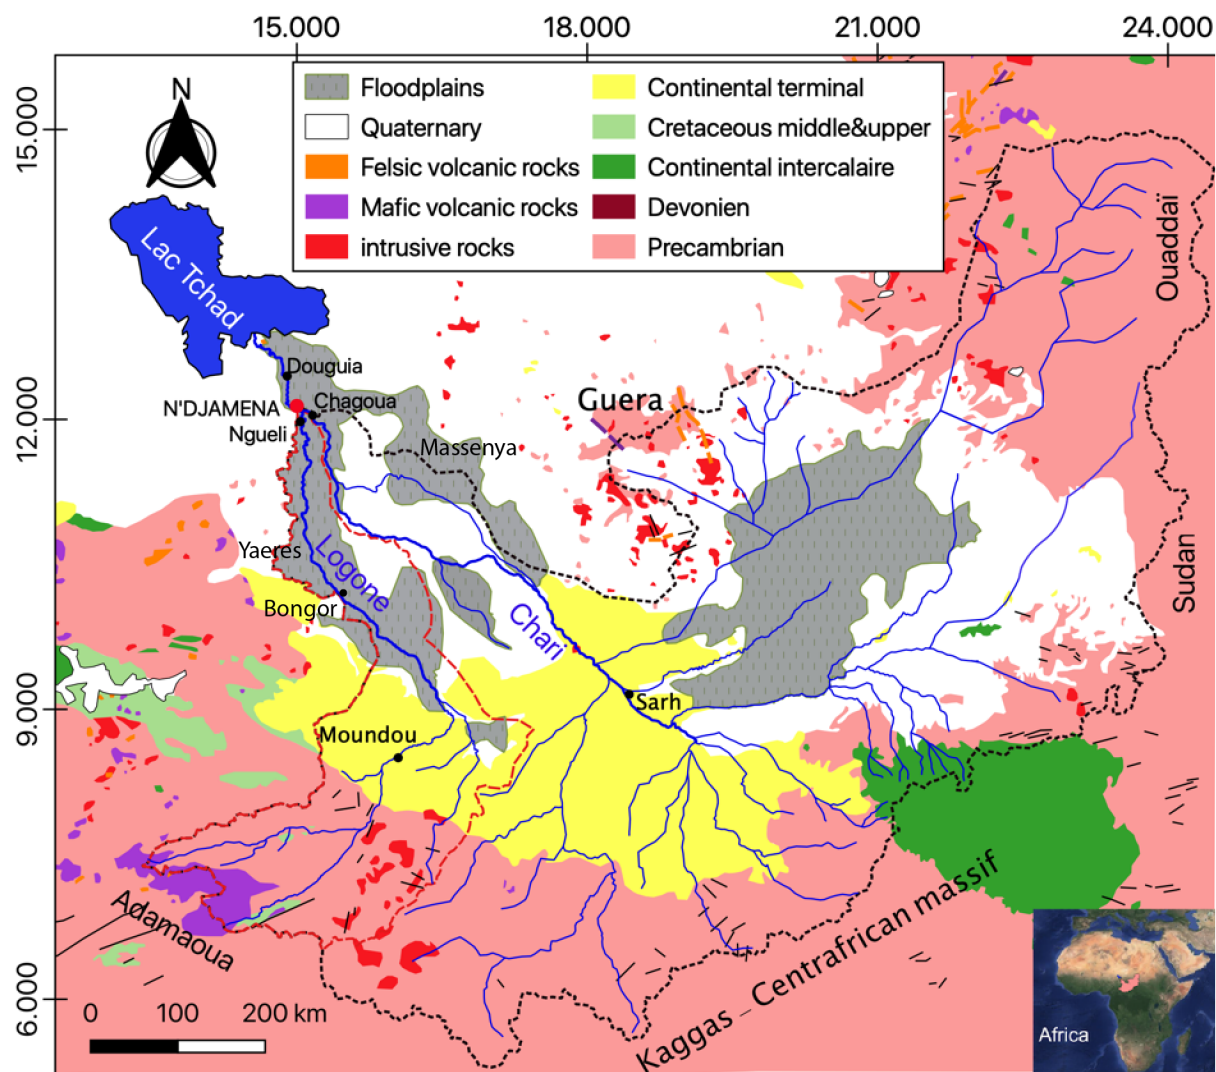 15.000 18.000 21.000 24.000
N
Floodplains
Quaternary
Felsic volcanic rocks
Mafic volcanic rocks
intrusive rocks
Continental terminal
Cretaceous middle&upper
Continental intercalaire
Devonien
Precambrian
15.000
12.000
9.000
6.000
Lac Tchad
Ouaddaï
Douguia
N'DJAMENA
Chagoua
Ngueli
Guera
Massenya
Yaeres
Logone
Bongor
Chari
Sudan
Sarh
Moundou
Adamaoua
Kaggas_Centrafrican massif
0 100 200 km
Africa